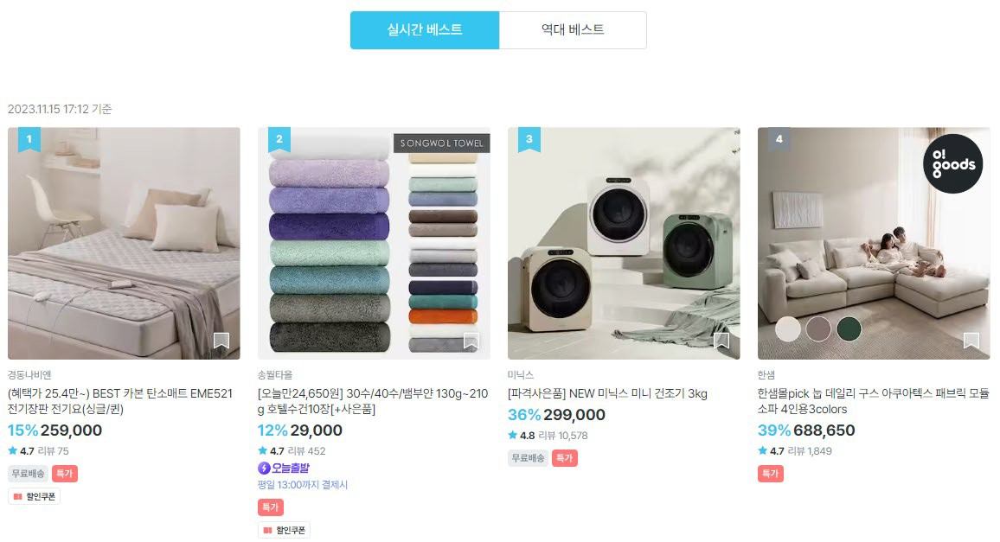 실시간 베스트
역대 베스트
2023.11.15 17:12 기준
1
경동나비엔
(혜택가 25.4만~) BEST 카본 탄소매트 EME521
전기장판 전기요(싱글/퀸)
15% 259,000
4.7 리뷰 75
무료배송 특가
할인쿠폰
2
SONGWOL TOWEL
송월타올
[오늘만24,650원] 30수/40수/뱀부얀 130g~210
g 호텔수건10장[+사은품]
12% 29,000
4.7 리뷰 452
오늘출발
평일 13:00까지 결제시
특가
할인쿠폰
3
미닉스
[파격사은품] NEW 미닉스 미니 건조기 3kg
36% 299,000
4.8 리뷰 10,578
무료배송 특가
4
o!
goods
한샘
한샘몰pick 눕 데일리 구스 아쿠아텍스 패브릭 모듈
소파 4인용3colors
39% 688,650
4.7 리뷰 1,849
특가